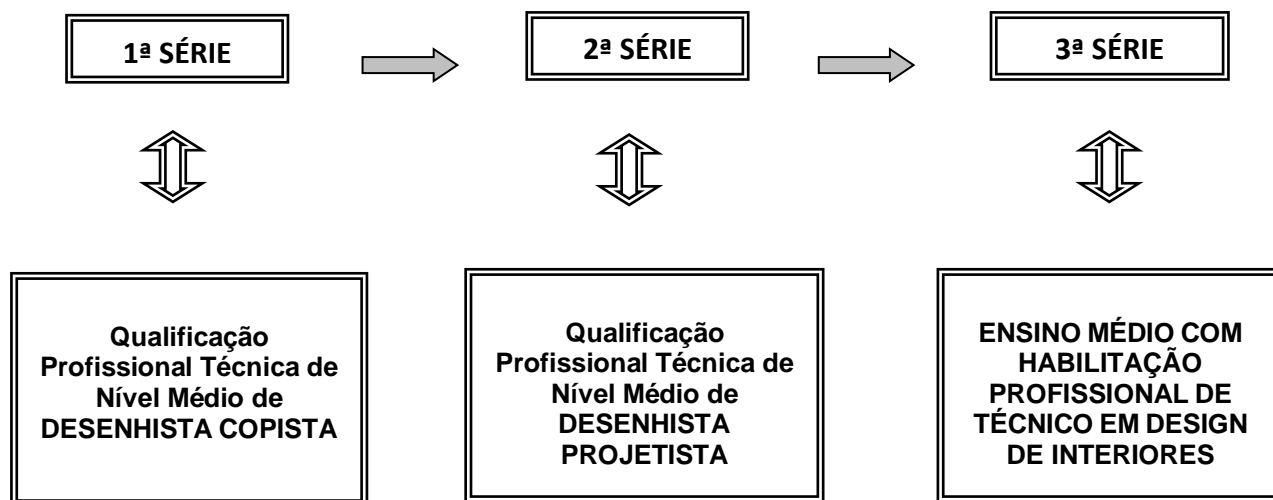 1ª SÉRIE
2ª SÉRIE
3ª SÉRIE
Qualificação
Profissional Técnica de
Nível Médio de
DESENHISTA COPISTA
Qualificação
Profissional Técnica de
Nível Médio de
DESENHISTA
PROJETISTA
ENSINO MÉDIO COM
HABILITAÇÃO
PROFISSIONAL DE
TÉCNICO EM DESIGN
DE INTERIORES